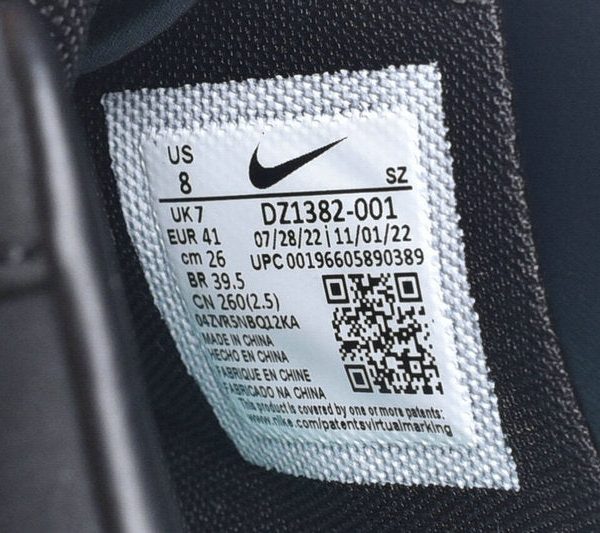 US
8
SZ
UK 7
DZ1382-001
EUR 41
07/28/22 | 11/01/22
cm 26
UPC 00196605890389
BR 39.5
CN 260(2.5)
04ZVR5NBQ12KA
MADE IN CHINA
HECHO EN CHINA
FABRIQUE EN CHINE
FABRICADO NA CHINA
This product is covered by one or more patents:
www.nike.com/patentsvirtualmarking